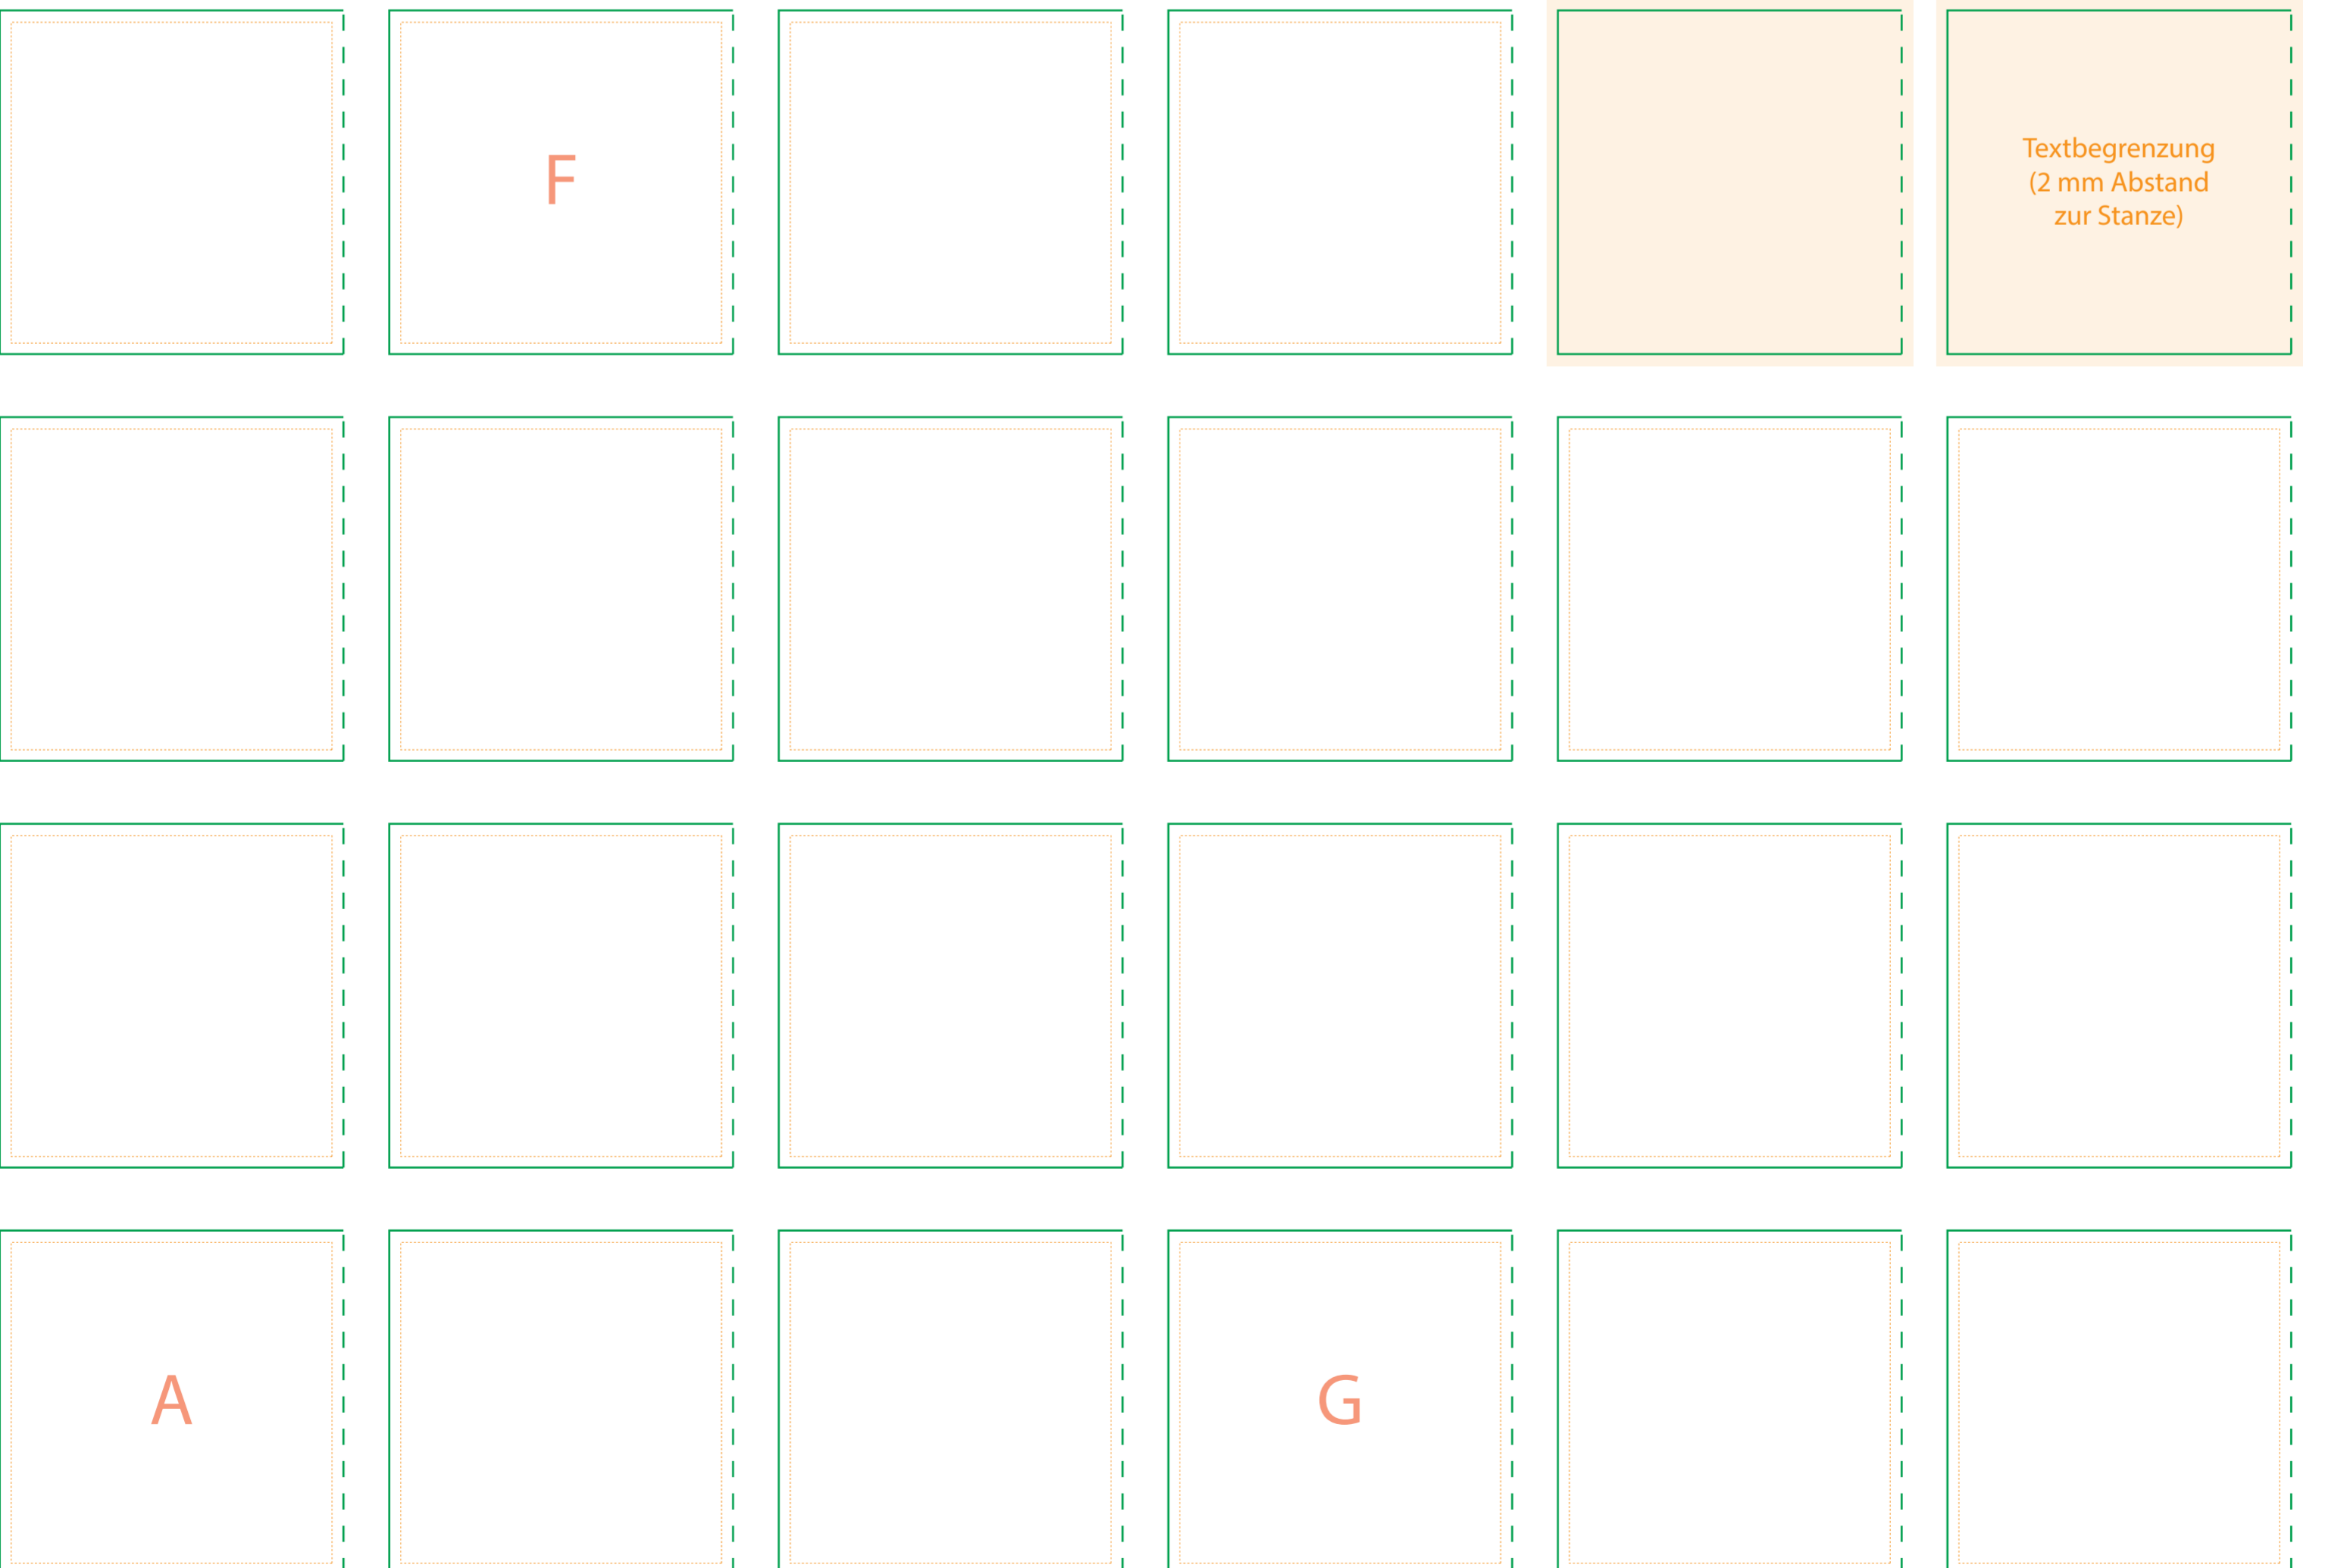 F
Textbegrenzung
(2 mm Abstand
zur Stanze)
A
G